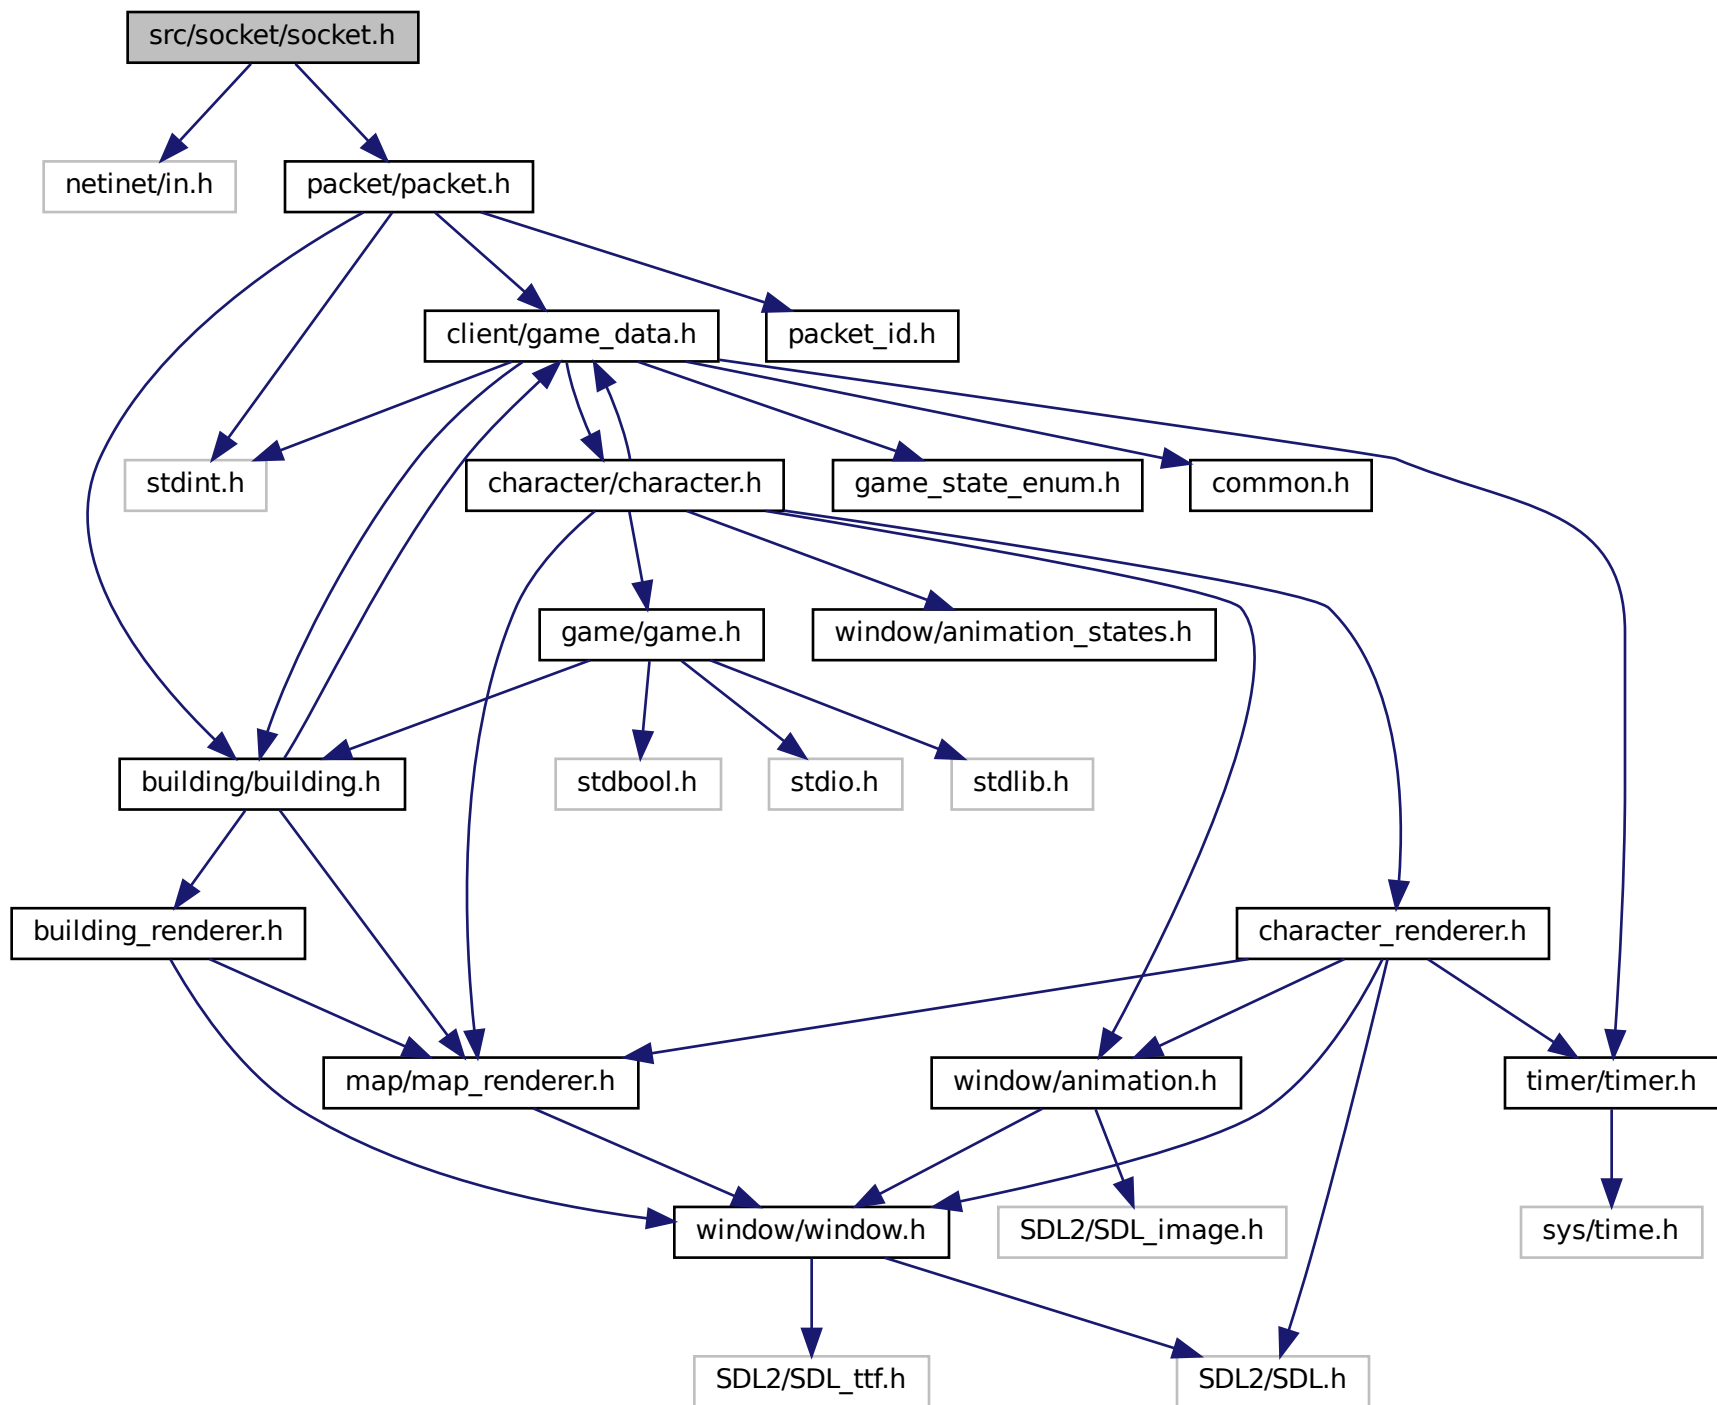 src/socket/socket.h
netinet/in.h
packet/packet.h
client/game_data.h
packet_id.h
stdint.h
character/character.h
game_state_enum.h
common.h
game/game.h
window/animation_states.h
building/building.h
stdbool.h
stdio.h
stdlib.h
building_renderer.h
character_renderer.h
map/map_renderer.h
window/animation.h
timer/timer.h
window/window.h
SDL2/SDL_image.h
sys/time.h
SDL2/SDL_ttf.h
SDL2/SDL.h